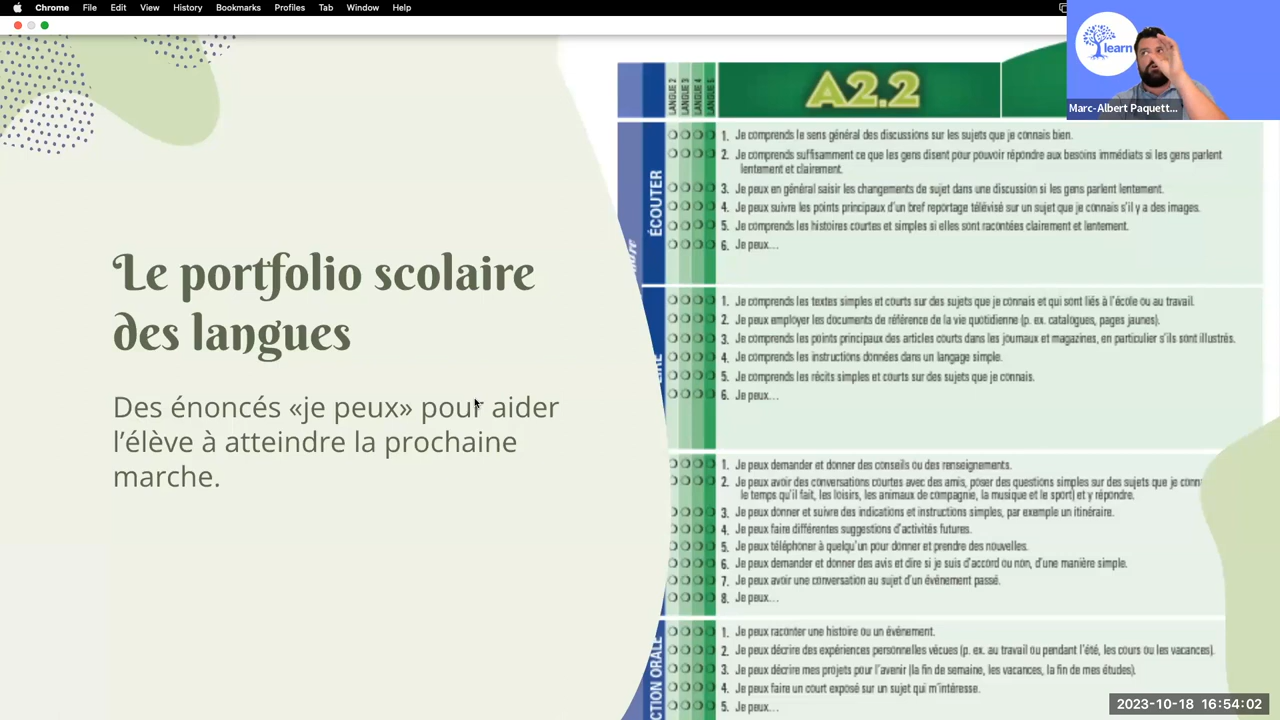 Chrome File Edit View History Bookmarks Profiles Tab Window Help
learn
Marc-Albert Paquett...
Le portfolio scolaire
des langues
Des énoncés «je peux» pour aider
l'élève à atteindre la prochaine
marche.
LANGUE 2
LANGUE 3
LANGUE 4
LANGUE 5
A2.2
ÉCOUTER
1. Je comprends le sens général des discussions sur les sujets que je connais bien.
2. Je comprends suffisamment ce que les gens disent pour pouvoir répondre aux besoins immédiats si les gens parlent
lentement et clairement.
3. Je peux en général saisir les changements de sujet dans une discussion si les gens parlent lentement.
4. Je peux suivre les points principaux d'un bref reportage télévisé sur un sujet que je connais s'il y a des images.
5. Je comprends les histoires courtes et simples si elles sont racontées clairement et lentement.
6. Je peux...
1. Je comprends les textes simples et courts sur des sujets que je connais et qui sont liés à l'école ou au travail.
2. Je peux employer les documents de référence de la vie quotidienne (p. ex. catalogues, pages jaunes).
3. Je comprends les points principaux des articles courts dans les journaux et magazines, en particulier s'ils sont illustrés.
4. Je comprends les instructions données dans un langage simple.
5. Je comprends les récits simples et courts sur des sujets que je connais.
6. Je peux...
1. Je peux demander et donner des conseils ou des renseignements.
2. Je peux avoir des conversations courtes avec des amis, poser des questions simples sur des sujets que je conn
le temps qu'il fait, les loisirs, les animaux de compagnie, la musique et le sport) et y répondre.
3. Je peux donner et suivre des indications et instructions simples, par exemple un itinéraire.
4. Je peux faire différentes suggestions d'activités futures.
5. Je peux téléphoner à quelqu'un pour donner et prendre des nouvelles.
6. Je peux demander et donner des avis et dire si je suis d'accord ou non, d'une manière simple.
7. Je peux avoir une conversation au sujet d'un événement passé.
8. Je peux...
CTION ORALE
1. Je peux raconter une histoire ou un événement.
2. Je peux décrire des expériences personnelles vécues (p. ex. au travail ou pendant l'été, les cours ou les vacances).
3. Je peux décrire mes projets pour l'avenir (la fin de semaine, les vacances, la fin de mes études).
4. Je peux faire un court exposé sur un sujet qui m'intéresse.
5. Je peux...
2023-10-18 16:54:02